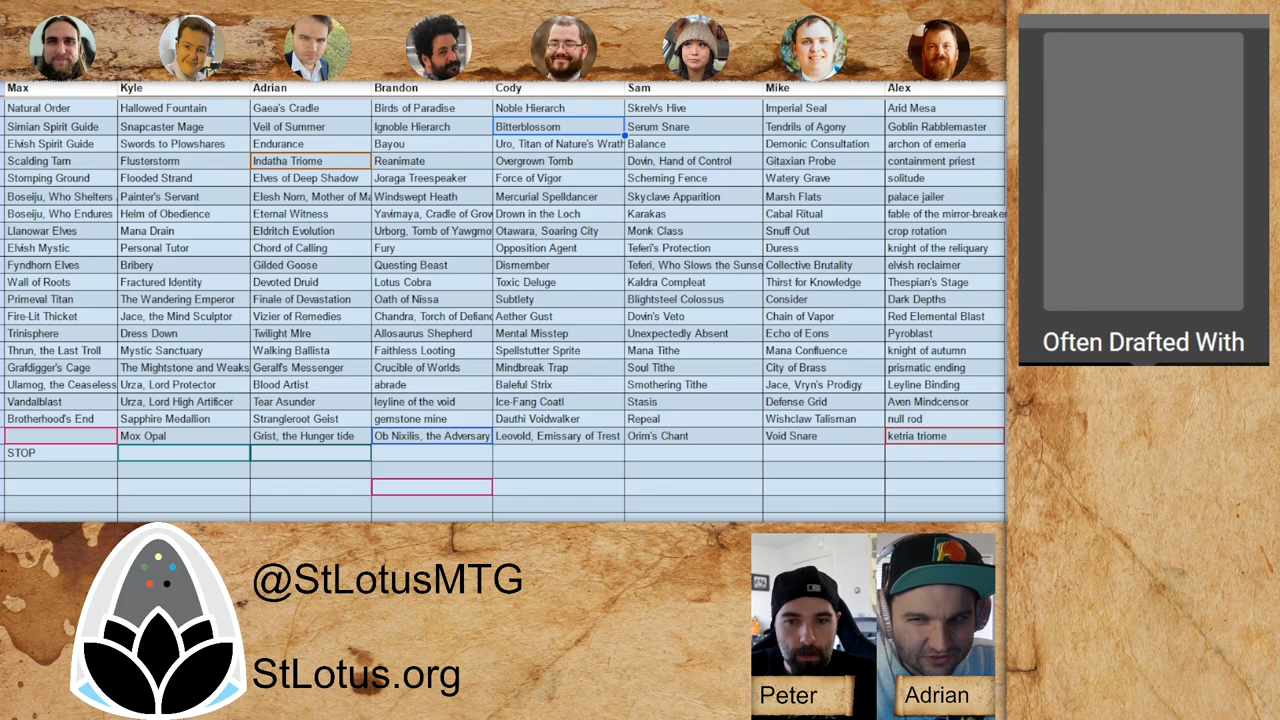 Max Kyle Adrian Brandon Cody Sam Mike Alex
Natural Order Hallowed Fountain Gaea's Cradle Birds of Paradise Noble Hierarch Skrelv's Hive Imperial Seal Arid Mesa
Simian Spirit Guide Snapcaster Mage Veil of Summer Ignoble Hierarch Bitterblossom Serum Snare Tendrils of Agony Goblin Rabblemaster
Elvish Spirit Guide Swords to Plowshares Endurance Bayou Uro, Titan of Nature's Wrath Balance Demonic Consultation archon of emeria
Scalding Tarn Flusterstorm Indatha Triome Reanimate Overgrown Tomb Dovin, Hand of Control Gitaxian Probe containment priest
Stomping Ground Flooded Strand Elves of Deep Shadow Joraga Treespeaker Force of Vigor Scheming Fence Watery Grave solitude
Boseiju, Who Shelters Painter's Servant Elesh Norn, Mother of Ma Windswept Heath Mercurial Spelldancer Skyclave Apparition Marsh Flats palace jailer
Boseiju, Who Endures Helm of Obedience Eternal Witness Yavimaya, Cradle of Grow Drown in the Loch Karakas Cabal Ritual fable of the mirror-breaker
Llanowar Elves Mana Drain Eldritch Evolution Urborg, Tomb of Yawgmo Otawara, Soaring City Monk Class Snuff Out crop rotation
Elvish Mystic Personal Tutor Chord of Calling Fury Opposition Agent Teferi's Protection Duress knight of the reliquary
Fyndhorn Elves Bribery Gilded Goose Questing Beast Dismember Teferi, Who Slows the Sunse Collective Brutality elvish reclaimer
Wall of Roots Fractured Identity Devoted Druid Lotus Cobra Toxic Deluge Kaldra Compleat Thirst for Knowledge Thespian's Stage
Primeval Titan The Wandering Emperor Finale of Devastation Oath of Nissa Subtlety Blightsteel Colossus Consider Dark Depths
Fire-Lit Thicket Jace, the Mind Sculptor Vizier of Remedies Chandra, Torch of Defianc Aether Gust Dovin's Veto Chain of Vapor Red Elemental Blast
Trinisphere Dress Down Twilight MIre Allosaurus Shepherd Mental Misstep Unexpectedly Absent Echo of Eons Pyroblast
Thrun, the Last Troll Mystic Sanctuary Walking Ballista Faithless Looting Spellstutter Sprite Mana Tithe Mana Confluence knight of autumn
Grafdigger's Cage The Mightstone and Weaks Geralf's Messenger Crucible of Worlds Mindbreak Trap Soul Tithe City of Brass prismatic ending
Ulamog, the Ceaseless Urza, Lord Protector Blood Artist abrade Baleful Strix Smothering Tithe Jace, Vryn's Prodigy Leyline Binding
Vandalblast Urza, Lord High Artificer Tear Asunder leyline of the void Ice-Fang Coatl Stasis Defense Grid Aven Mindcensor
Brotherhood's End Sapphire Medallion Strangleroot Geist gemstone mine Dauthi Voidwalker Repeal Wishclaw Talisman null rod
Mox Opal Grist, the Hunger tide Ob Nixilis, the Adversary Leovold, Emissary of Trest Orim's Chant Void Snare ketria triome
STOP
Often Drafted With
@StLotusMTG
StLotus.org
Peter
Adrian